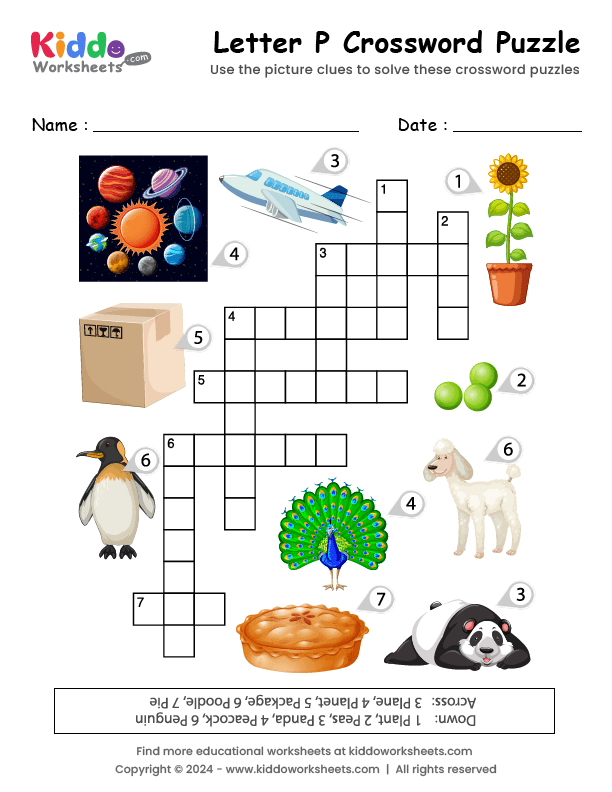 Kiddo
Worksheets.com
Letter P Crossword Puzzle
Use the picture clues to solve these crossword puzzles
Name :
Date :
3
1
1
2
4
3
5
4
2
5
6
6
6
4
7
7
3
Across: 3 Plane, 4 Planet, 5 Package, 6 Poodle, 7 Pie
Down: 1 Plant, 2 Peas, 3 Panda, 4 Peacock, 6 Penguin
Find more educational worksheets at kiddoworksheets.com
Copyright © 2024 - www.kiddoworksheets.com | All rights reserved